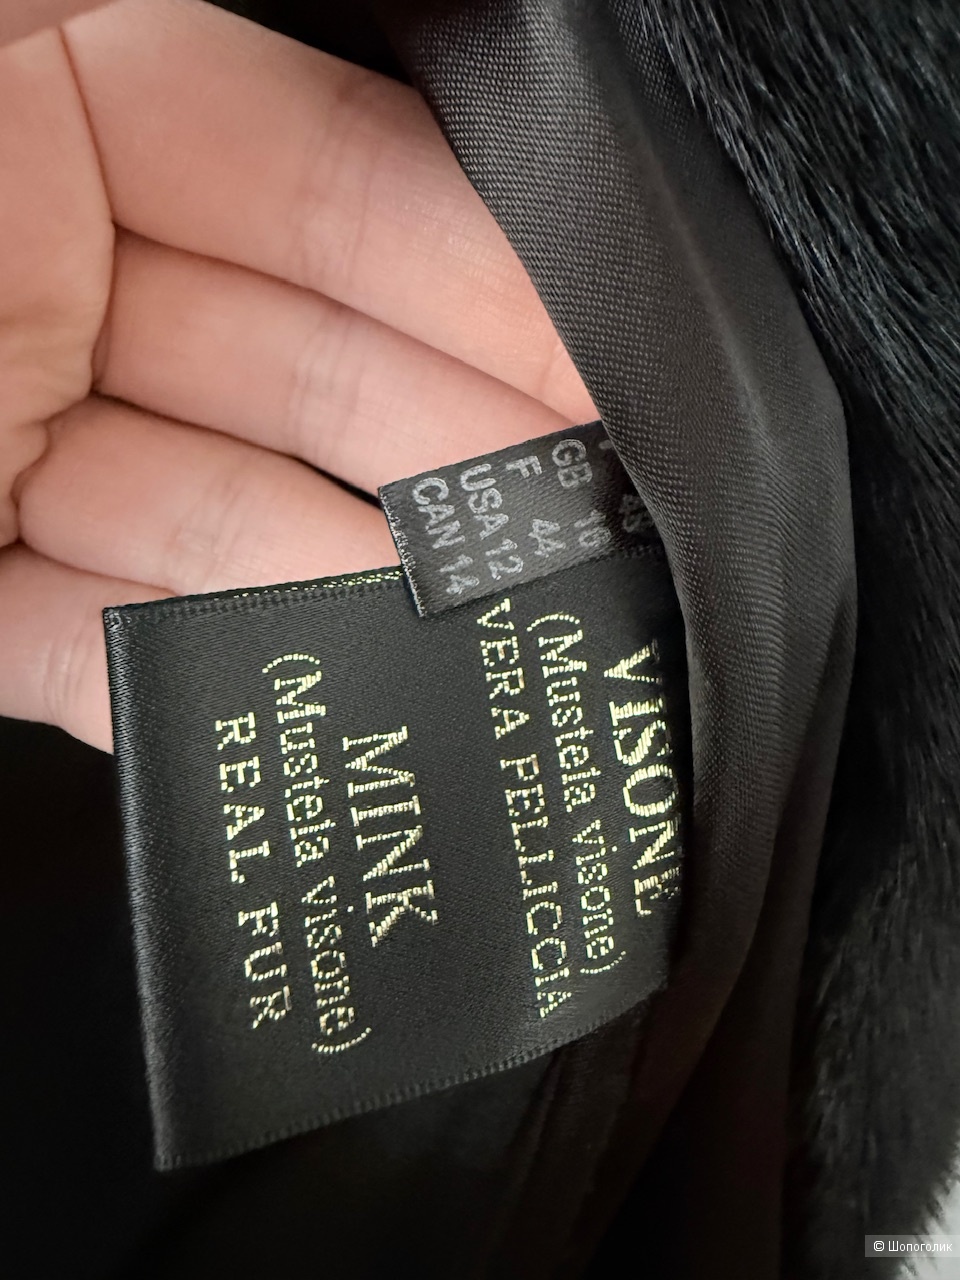 GB 16
F 44
USA 12
CAN 14
VISONE
(Mustela visone)
VERA PELLICCIA
MINK
(Mustela visone)
REAL FUR
© Шопоголик